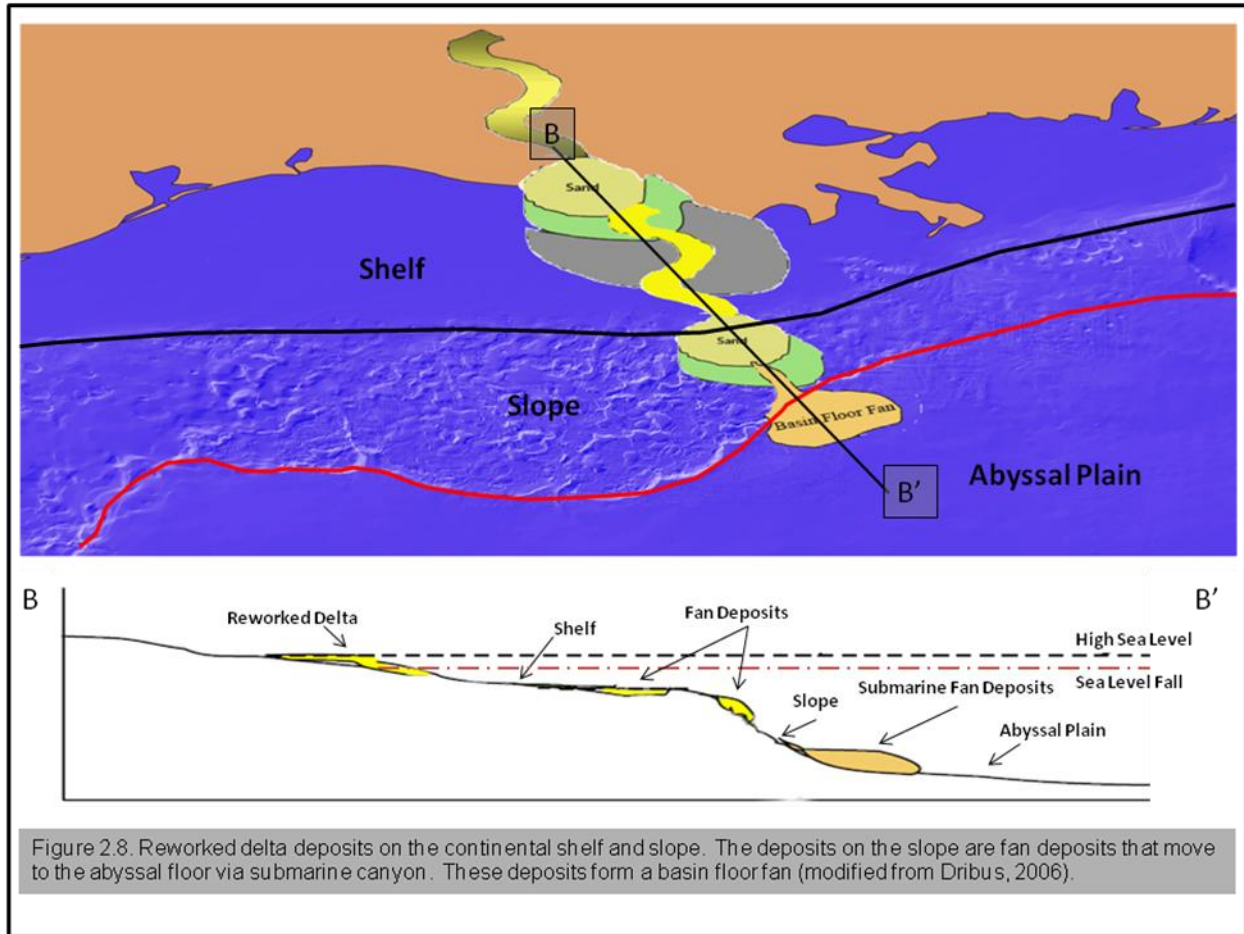 B
Sand
Shelf
Sand
Slope
Basin Floor Fan
Abyssal Plain
B'
B
B'
Reworked Delta
Fan Deposits
Shelf
High Sea Level
Sea Level Fall
Submarine Fan Deposits
Slope
Abyssal Plain
Figure 2.8. Reworked delta deposits on the continental shelf and slope. The deposits on the slope are fan deposits that move
to the abyssal floor via submarine canyon. These deposits form a basin floor fan (modified from Dribus, 2006).